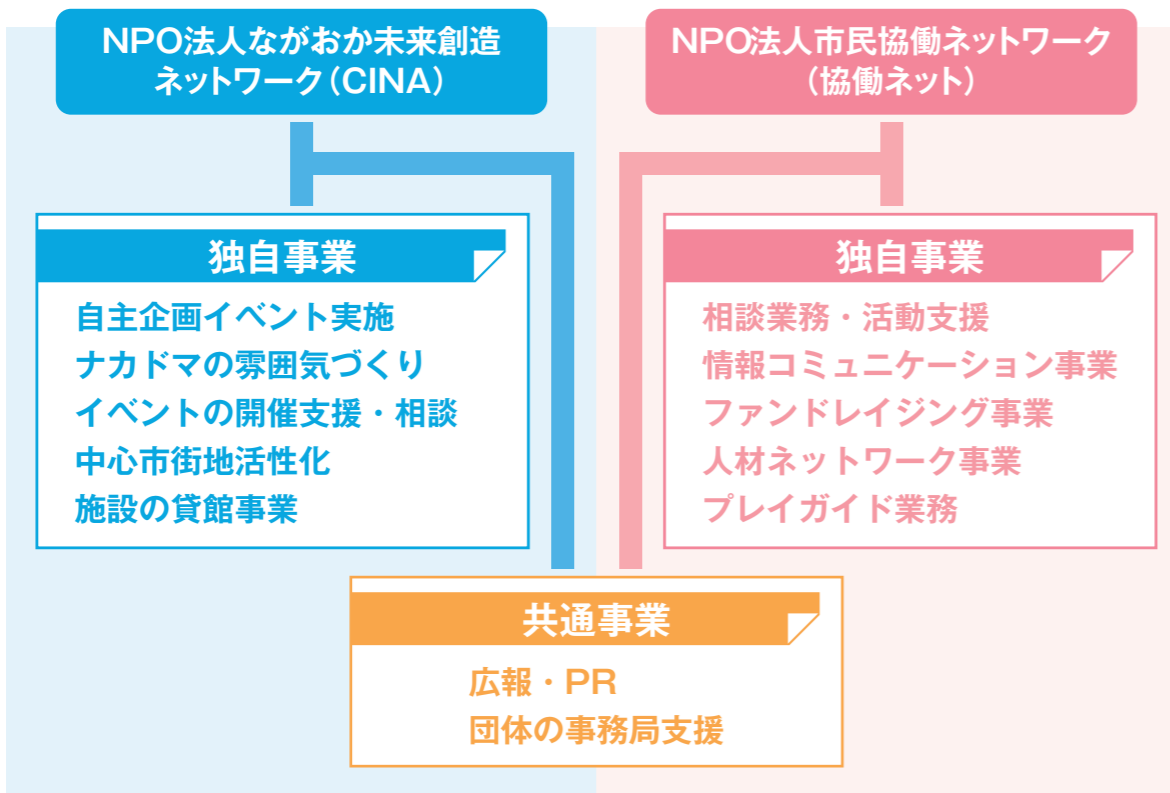 NPO法人ながおか未来創造
ネットワーク（CINA）
独自事業
自主企画イベント実施
ナカドマの雰囲気づくり
イベントの開催支援・相談
中心市街地活性化
施設の貸館事業
NPO法人市民協働ネットワーク
（協働ネット）
独自事業
相談業務・活動支援
情報コミュニケーション事業
ファンドレイジング事業
人材ネットワーク事業
プレイガイド業務
共通事業
広報・PR
団体の事務局支援